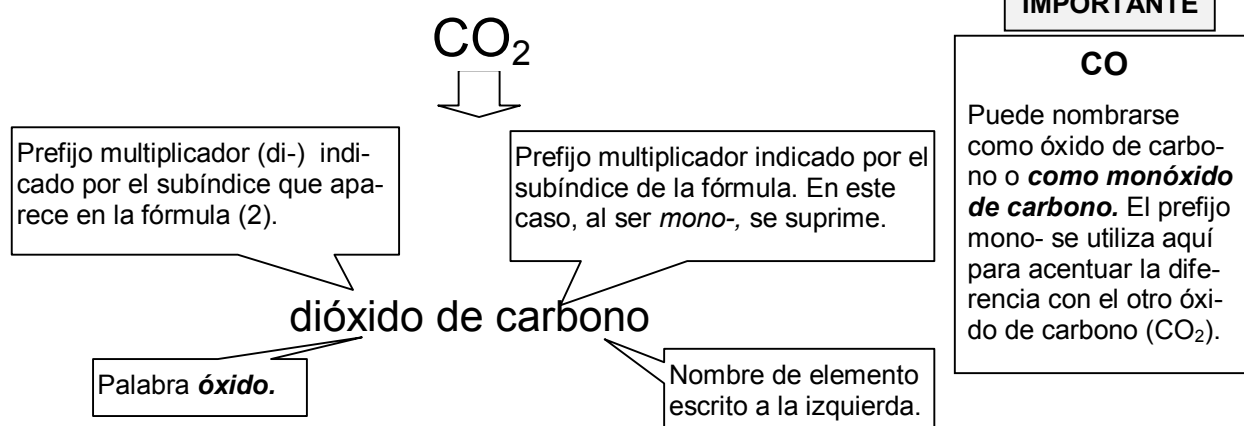 IMPORTANTE
CO₂
CO
Puede nombrarse
como óxido de carbo-
no o como monóxido
de carbono. El prefijo
mono- se utiliza aquí
para acentuar la dife-
rencia con el otro óxi-
do de carbono (CO₂).
Prefijo multiplicador (di-) indi-
cado por el subíndice que apa-
rece en la fórmula (2).
Prefijo multiplicador indicado por el
subíndice de la fórmula. En este
caso, al ser mono-, se suprime.
dióxido de carbono
Palabra óxido.
Nombre de elemento
escrito a la izquierda.